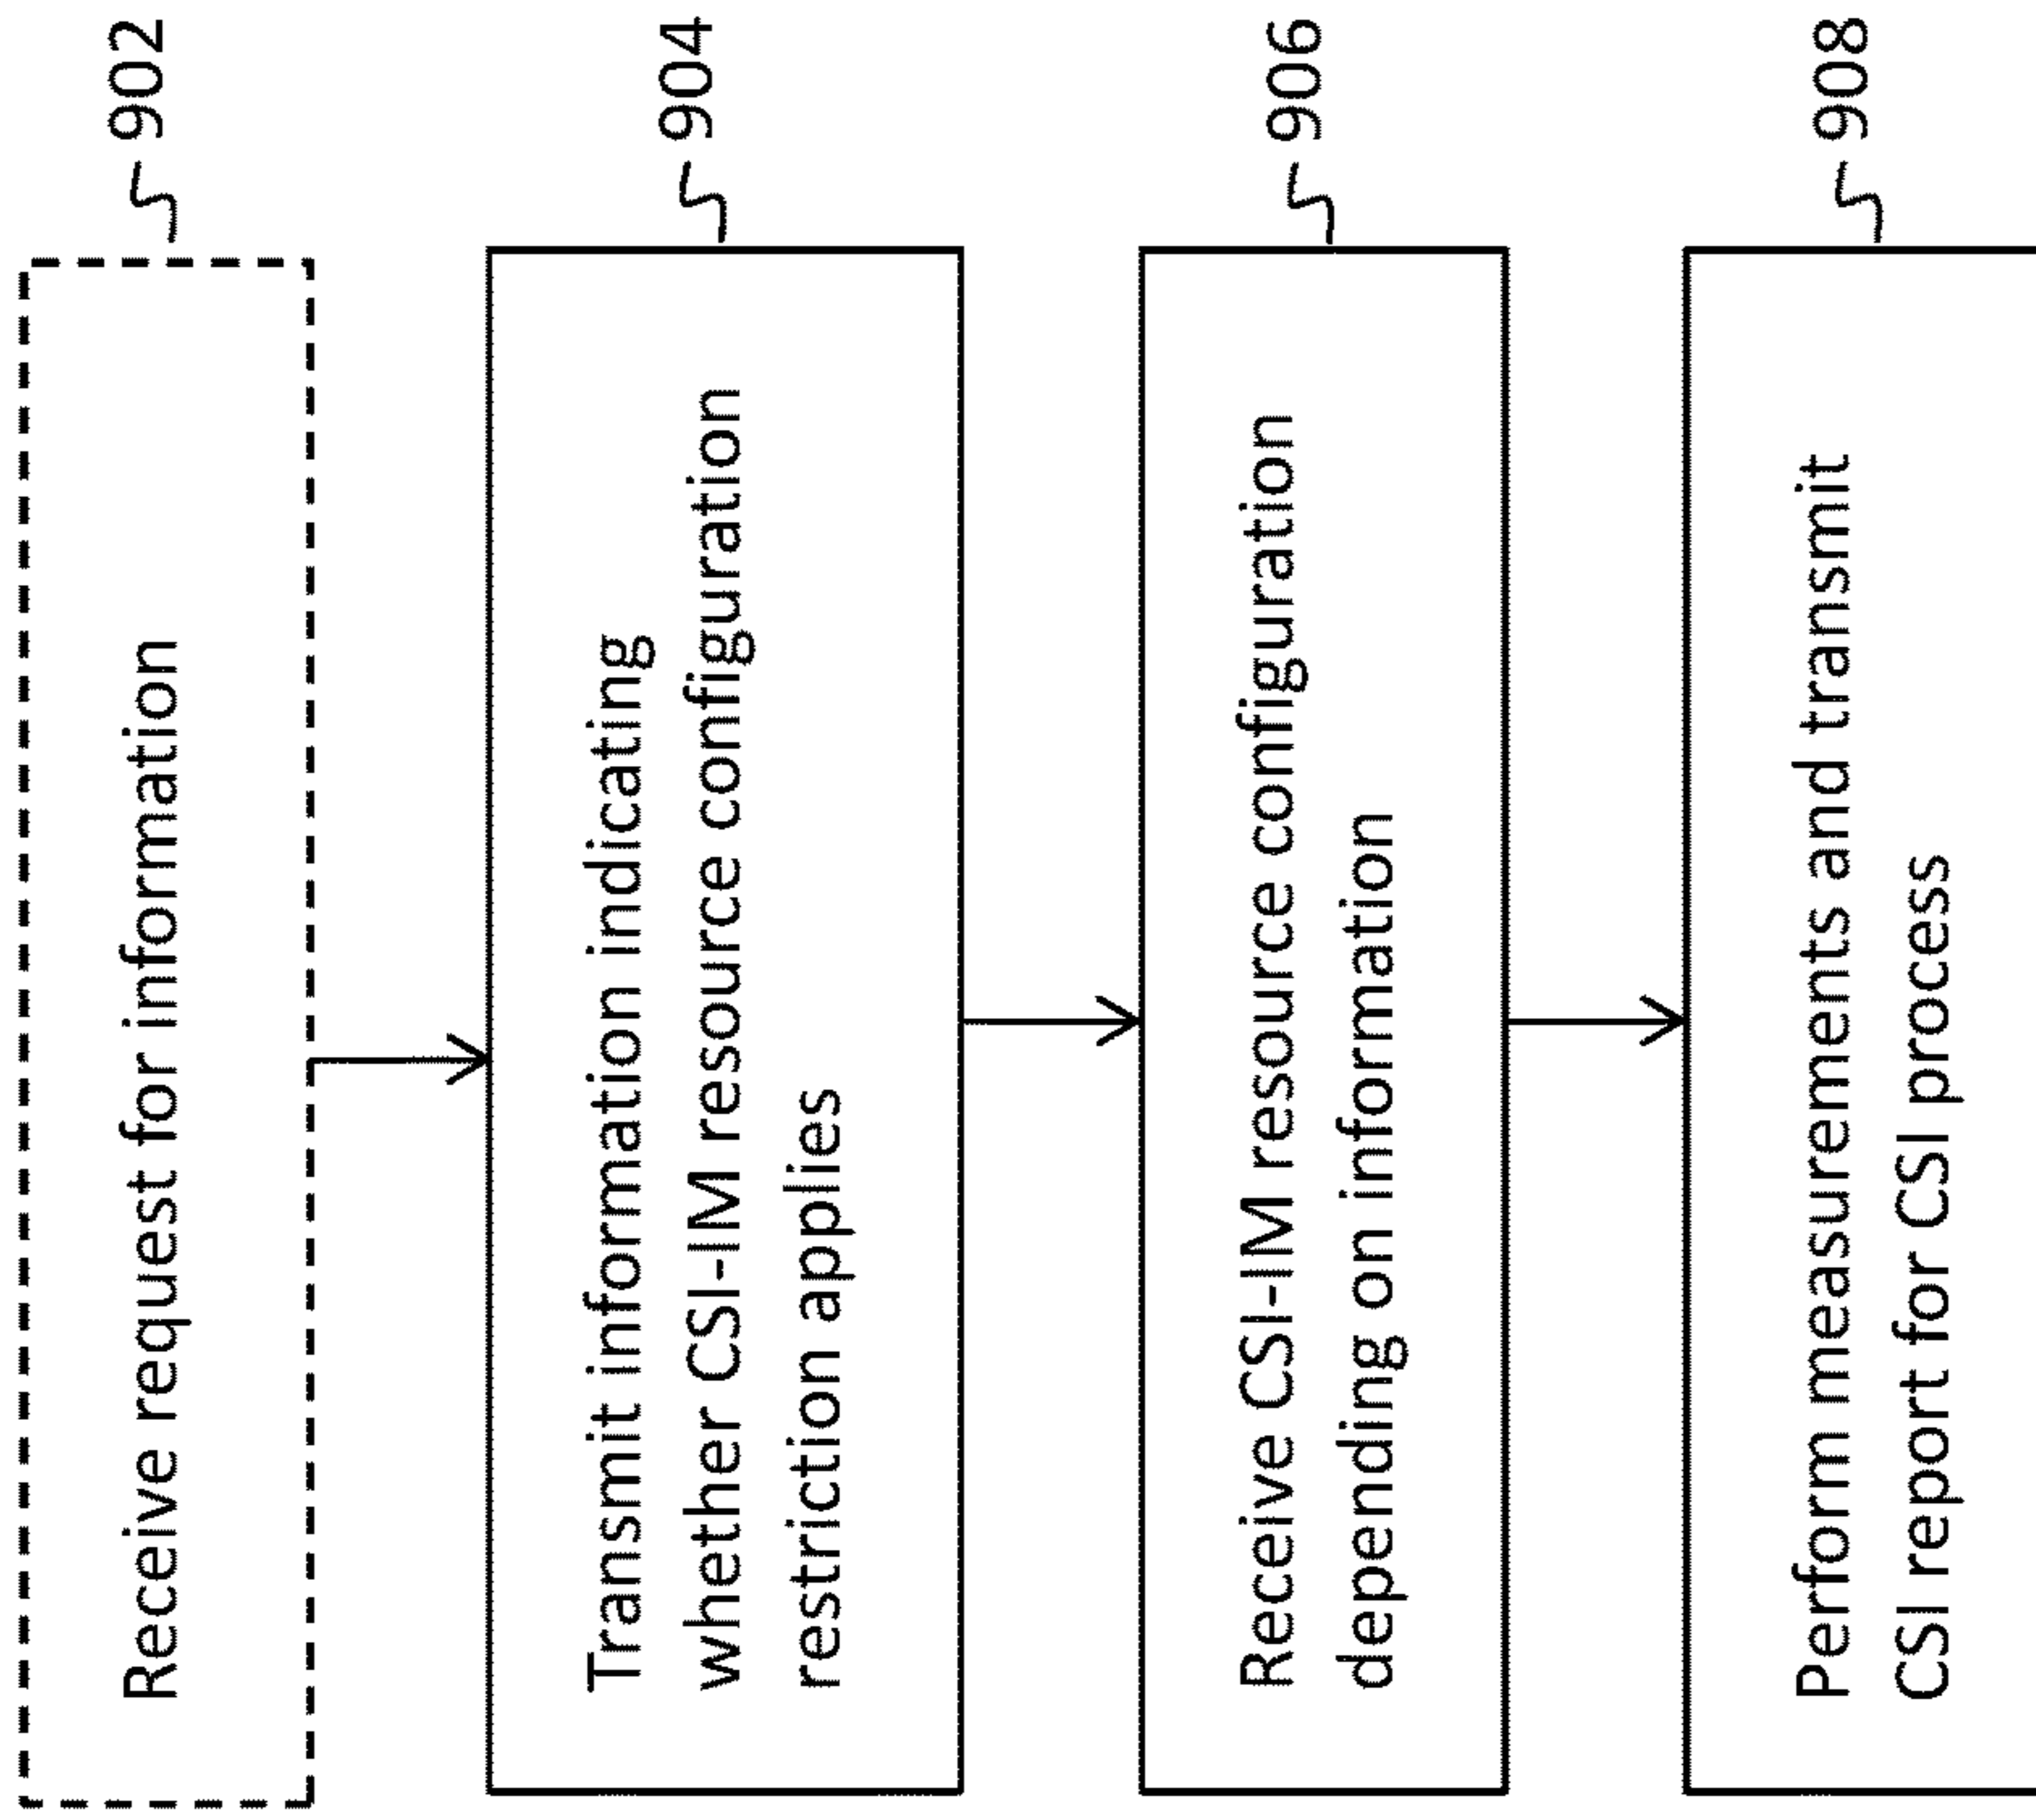 Receive request for information
902
Transmit information indicating
whether CSI-IM resource configuration
restriction applies
904
Receive CSI-IM resource configuration
depending on information
906
Perform measurements and transmit
CSI report for CSI process
908